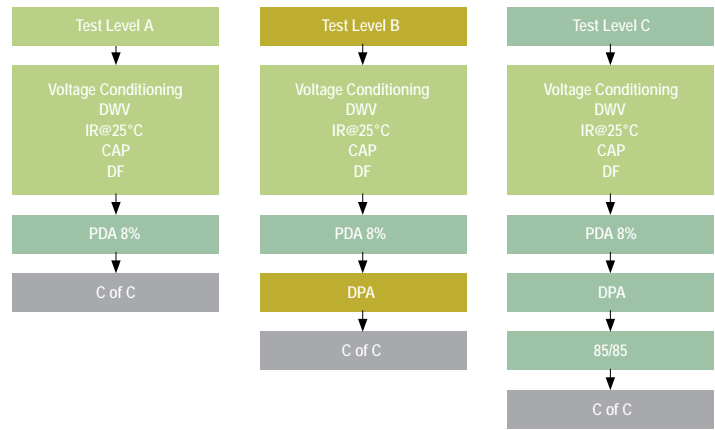 Test Level A
Voltage Conditioning
DWV
IR@25°C
CAP
DF
PDA 8%
C of C
Test Level B
Voltage Conditioning
DWV
IR@25°C
CAP
DF
PDA 8%
DPA
C of C
Test Level C
Voltage Conditioning
DWV
IR@25°C
CAP
DF
PDA 8%
DPA
85/85
C of C